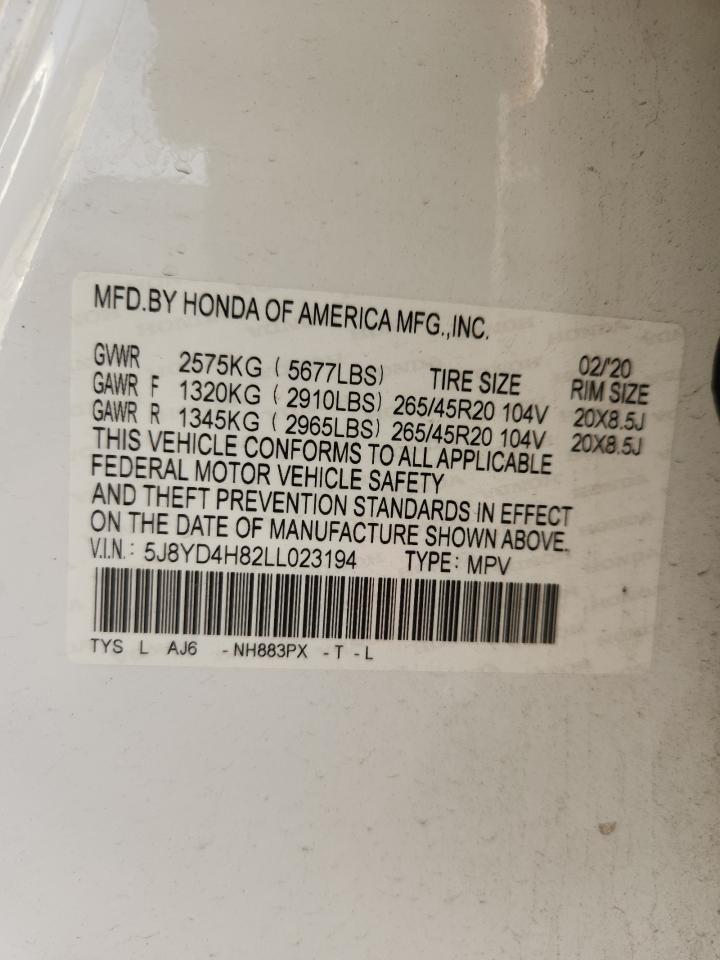 MFD.BY HONDA OF AMERICA MFG.,INC.
02/'20
GVWR 2575KG ( 5677LBS) TIRE SIZE RIM SIZE
GAWR F 1320KG ( 2910LBS) 265/45R20 104V 20X8.5J
GAWR R 1345KG ( 2965LBS) 265/45R20 104V 20X8.5J
THIS VEHICLE CONFORMS TO ALL APPLICABLE
FEDERAL MOTOR VEHICLE SAFETY
AND THEFT PREVENTION STANDARDS IN EFFECT
ON THE DATE OF MANUFACTURE SHOWN ABOVE.
V.I.N.: 5J8YD4H82LL023194 TYPE: MPV
TYS L AJ6 - NH883PX - T - L